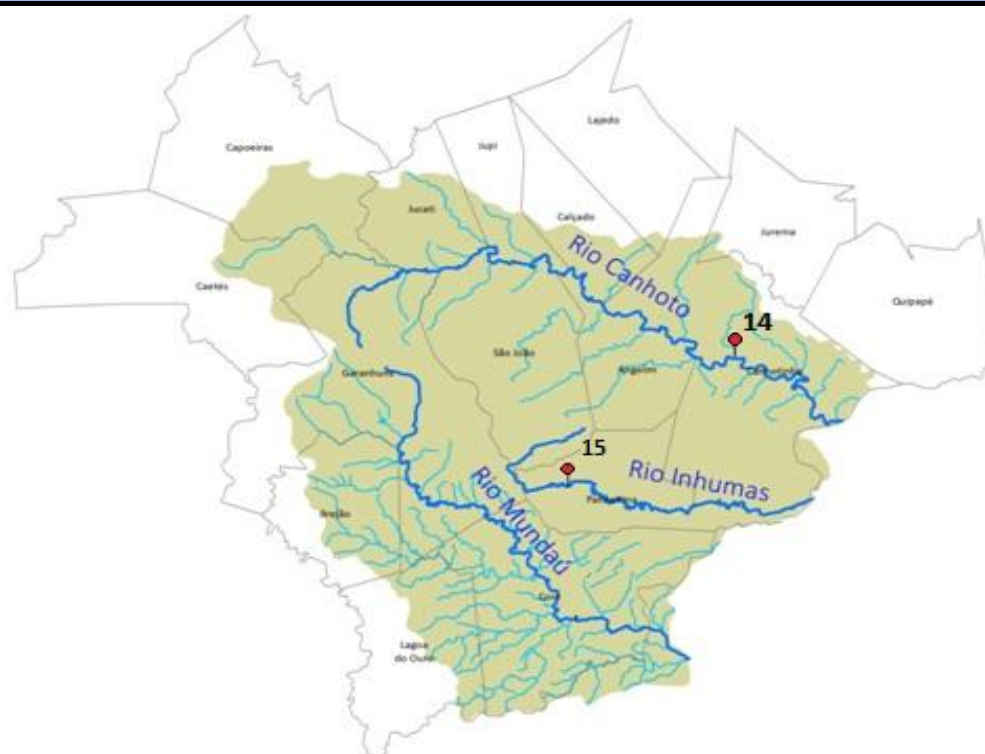 Lajedo
Capoeiras
Jupi
Jucati
Calçado
Jurema
Rio Canhoto
Caetés
Quipapá
14
São João
Garanhuns
Angelim
Canhotinho
15
Rio Inhumas
Rio Mundaú
Brejão
Lagoa
do Ouro